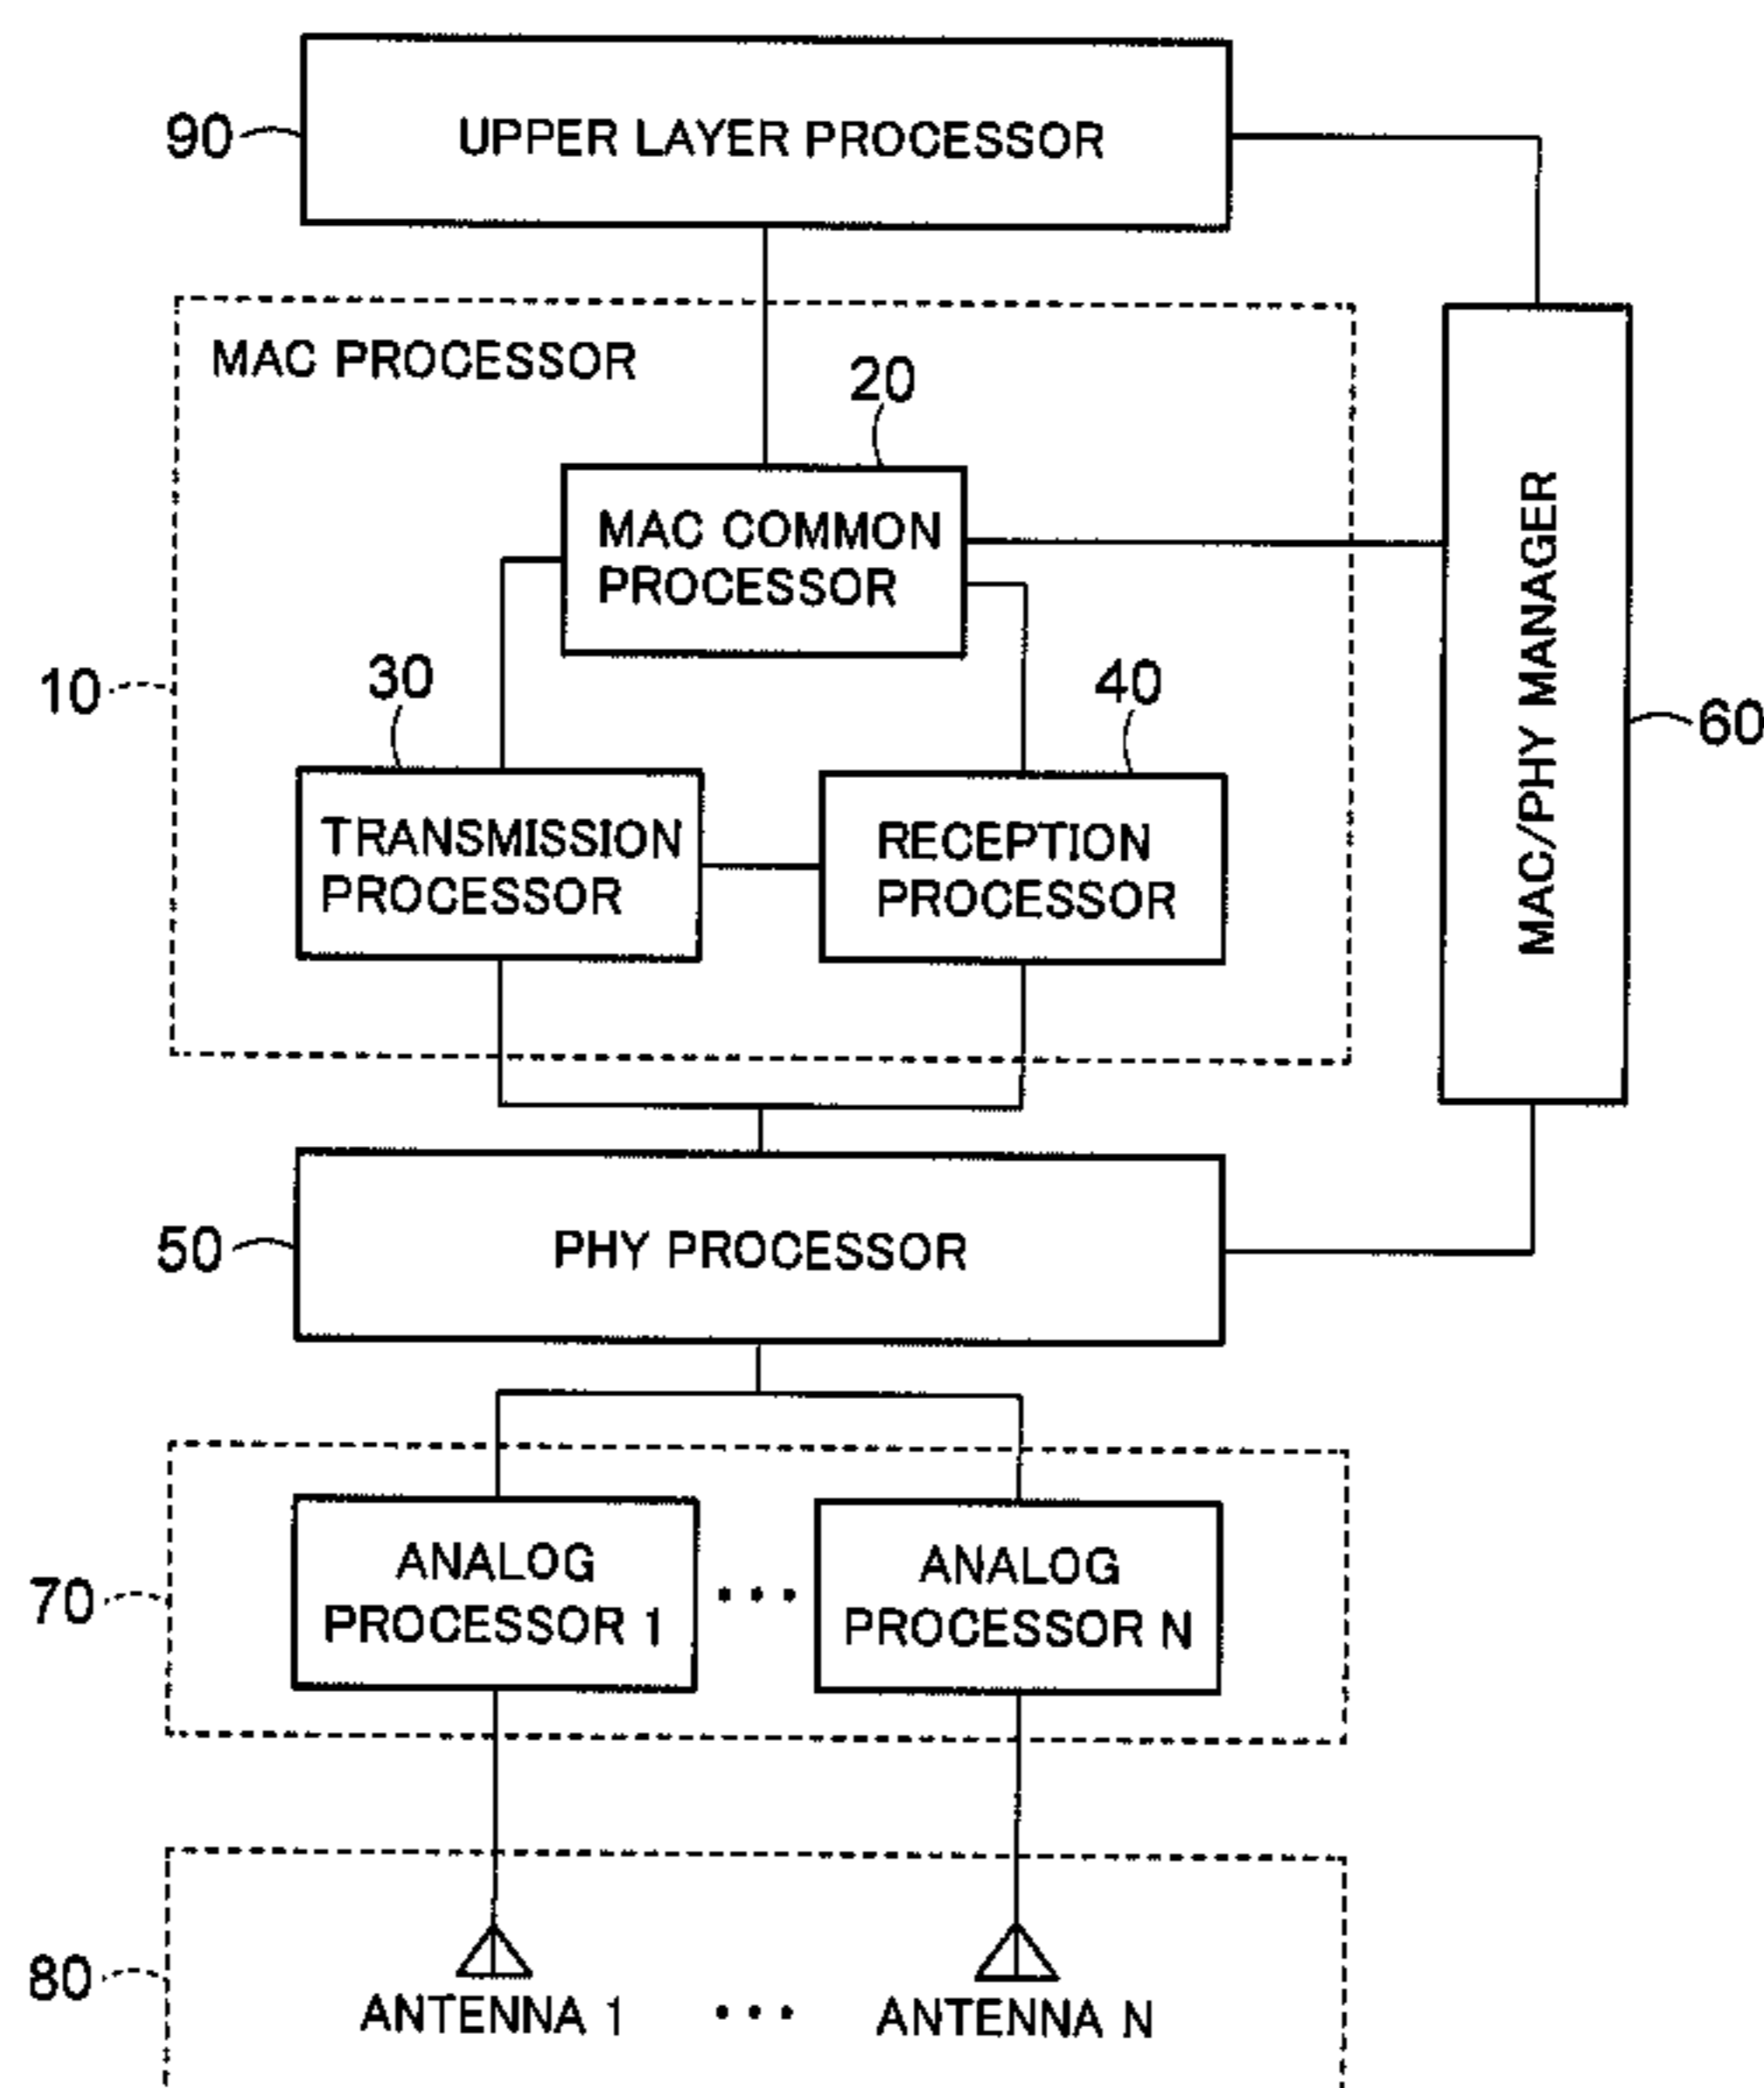 90
UPPER LAYER PROCESSOR
MAC PROCESSOR
20
MAC COMMON
PROCESSOR
10
30
40
60
MAC/PHY MANAGER
TRANSMISSION
PROCESSOR
RECEPTION
PROCESSOR
50
PHY PROCESSOR
70
ANALOG
PROCESSOR 1
• • •
ANALOG
PROCESSOR N
80
ANTENNA 1 • • • ANTENNA N